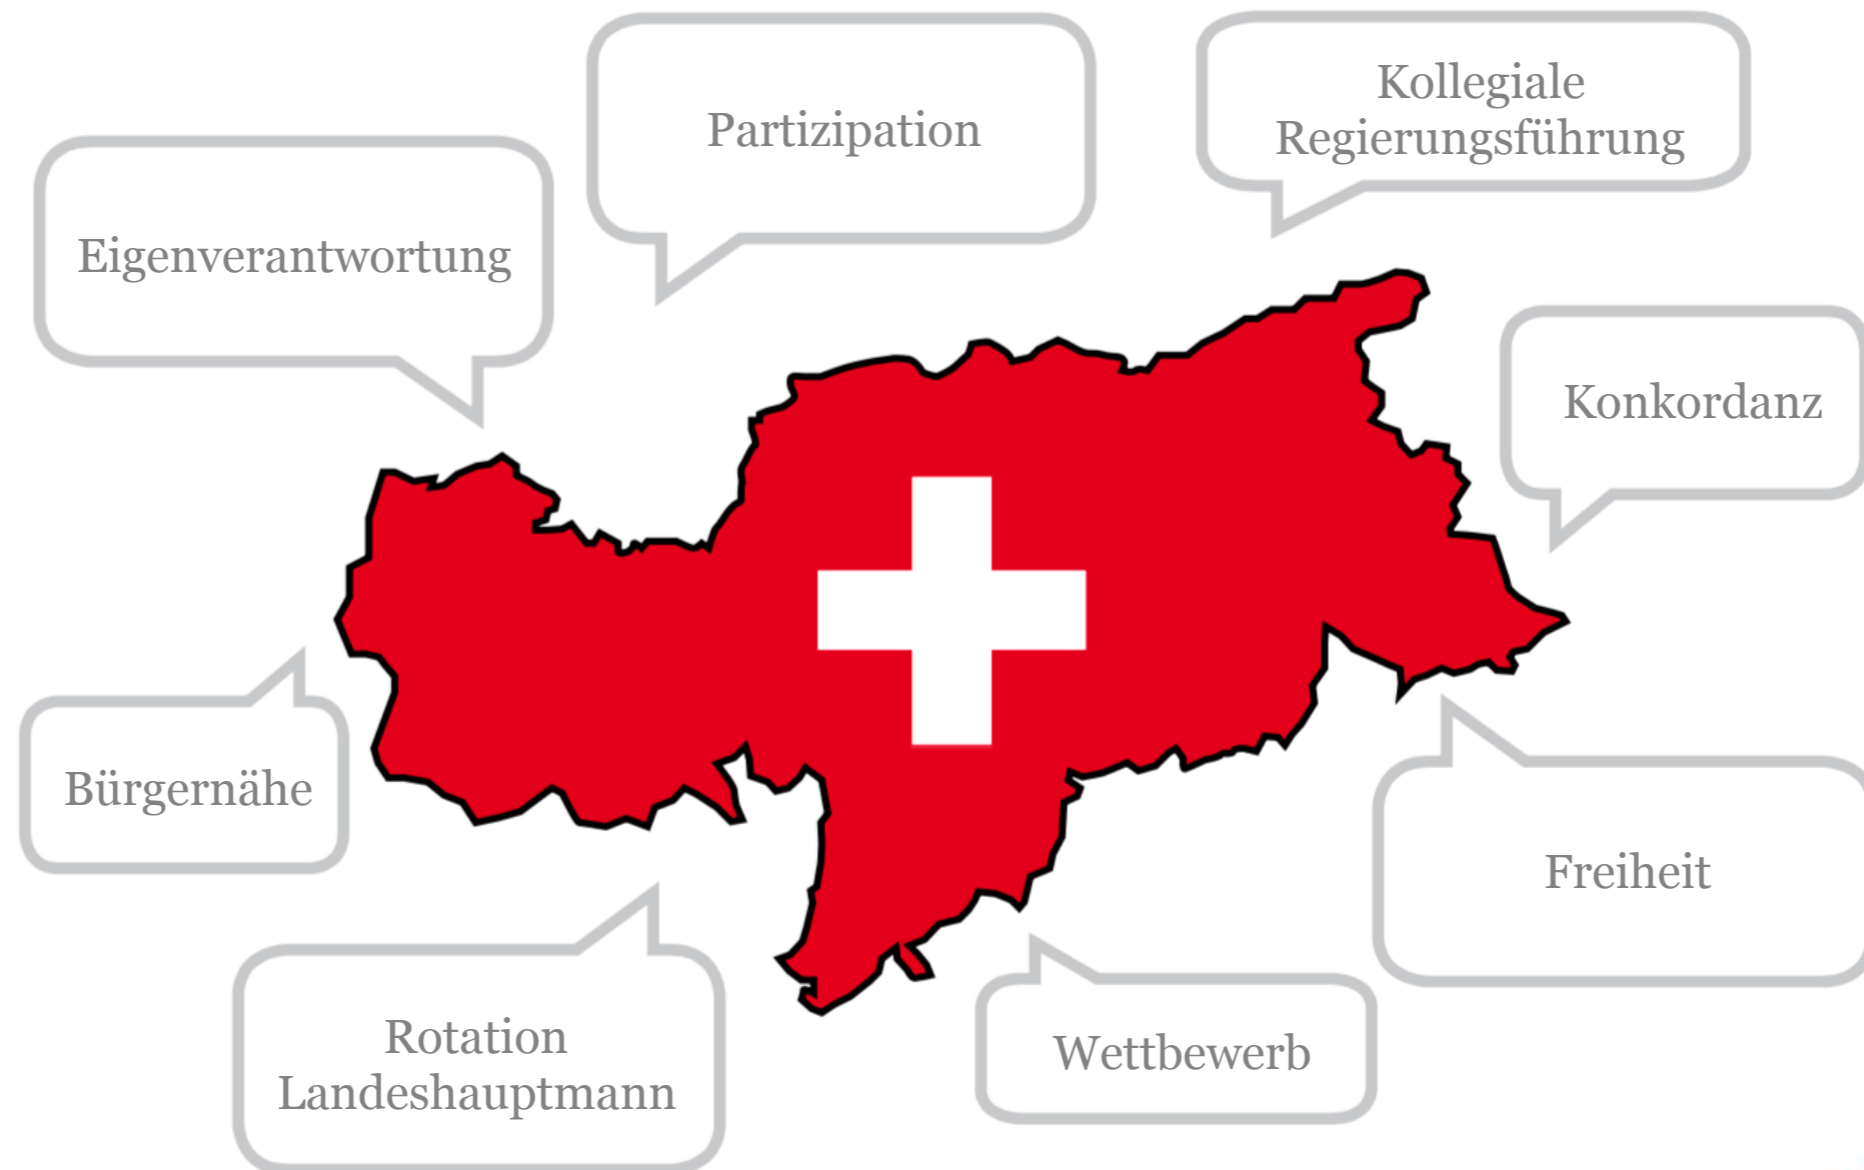 Partizipation
Kollegiale
Regierungsführung
Eigenverantwortung
Konkordanz
Bürgernähe
Freiheit
Rotation
Landeshauptmann
Wettbewerb